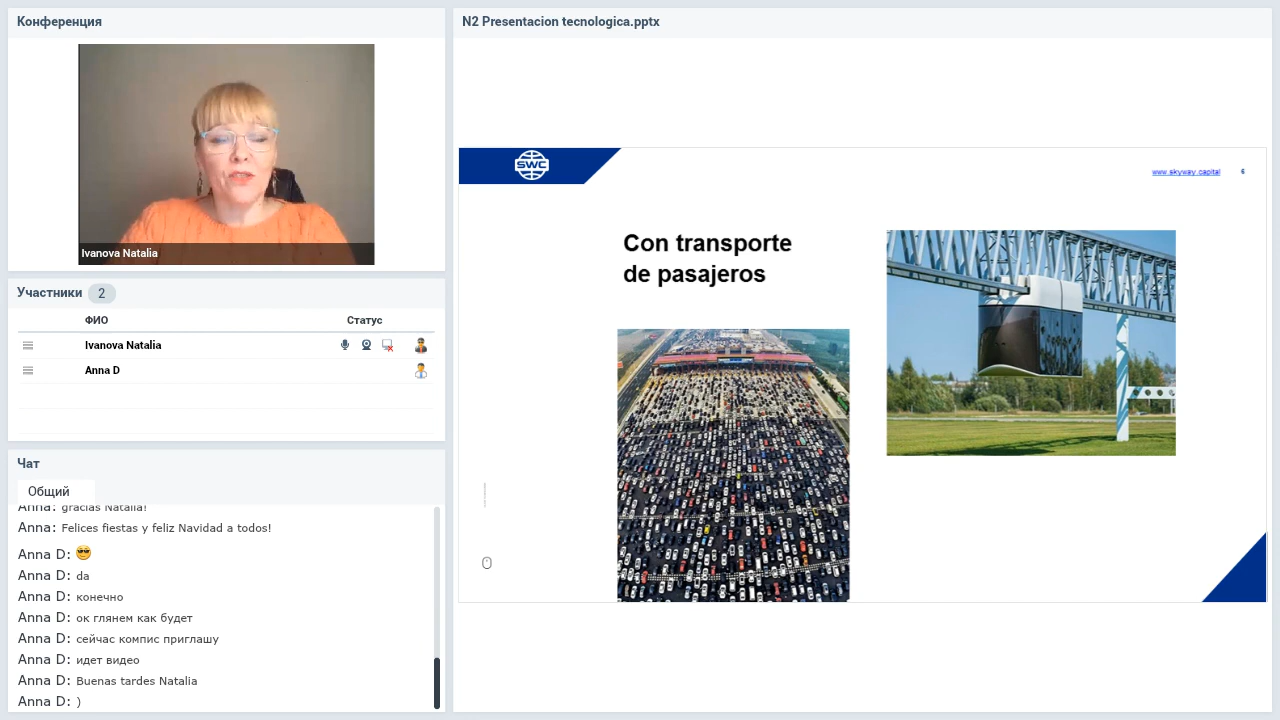 Конференция
Ivanova Natalia
Участники 2
ФИО Статус
Ivanova Natalia
Anna D
Чат
Общий
Anna: gracias Natalia!
Anna: Felices fiestas y feliz Navidad a todos!
Anna D:
Anna D: da
Anna D: конечно
Anna D: ок глянем как будет
Anna D: сейчас компис приглашу
Anna D: идет видео
Anna D: Buenas tardes Natalia
Anna D: )
N2 Presentacion tecnologica.pptx
SWC
www.skyway.capital 6
Con transporte
de pasajeros